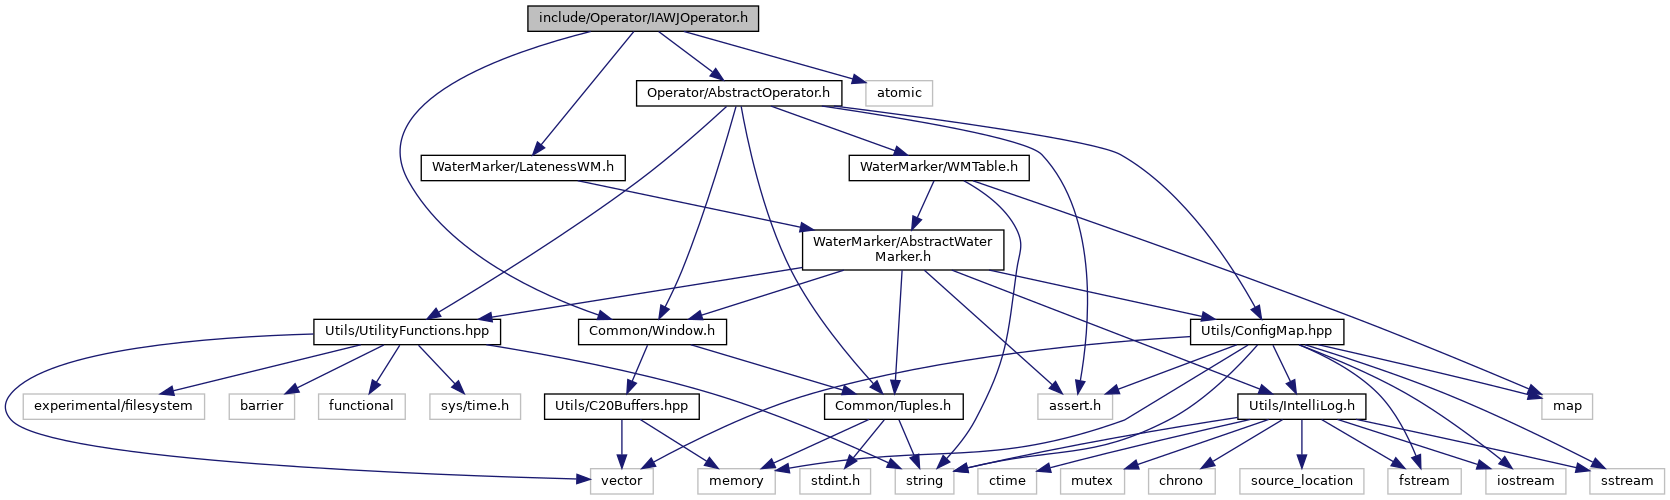 include/Operator/IAWJOperator.h
Operator/AbstractOperator.h
atomic
WaterMarker/LatenessWM.h
WaterMarker/WMTable.h
WaterMarker/AbstractWater
Marker.h
Utils/UtilityFunctions.hpp
Common/Window.h
Utils/ConfigMap.hpp
experimental/filesystem
barrier
functional
sys/time.h
Utils/C20Buffers.hpp
Common/Tuples.h
assert.h
Utils/IntelliLog.h
map
vector
memory
stdint.h
string
ctime
mutex
chrono
source_location
fstream
iostream
sstream